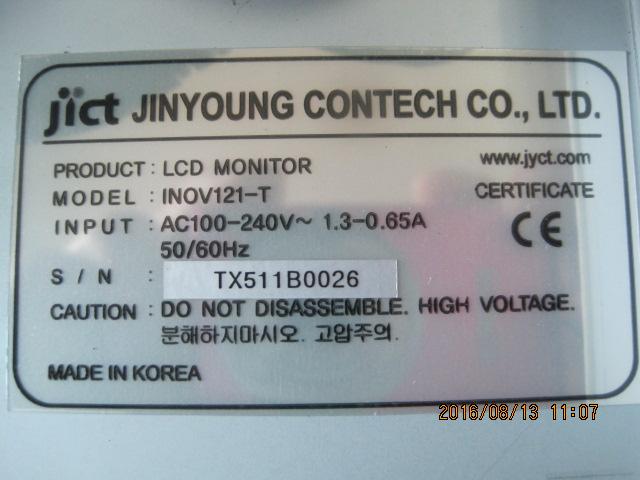 jict JINYOUNG CONTECH CO., LTD.
www.jyct.com
PRODUCT : LCD MONITOR
MODEL : INOV121-T
CERTIFICATE
INPUT : AC100-240V~ 1.3-0.65A
50/60Hz
CE
S / N : TX511B0026
CAUTION : DO NOT DISASSEMBLE. HIGH VOLTAGE.
분해하지마시오. 고압주의.
MADE IN KOREA
2016/08/13 11:07